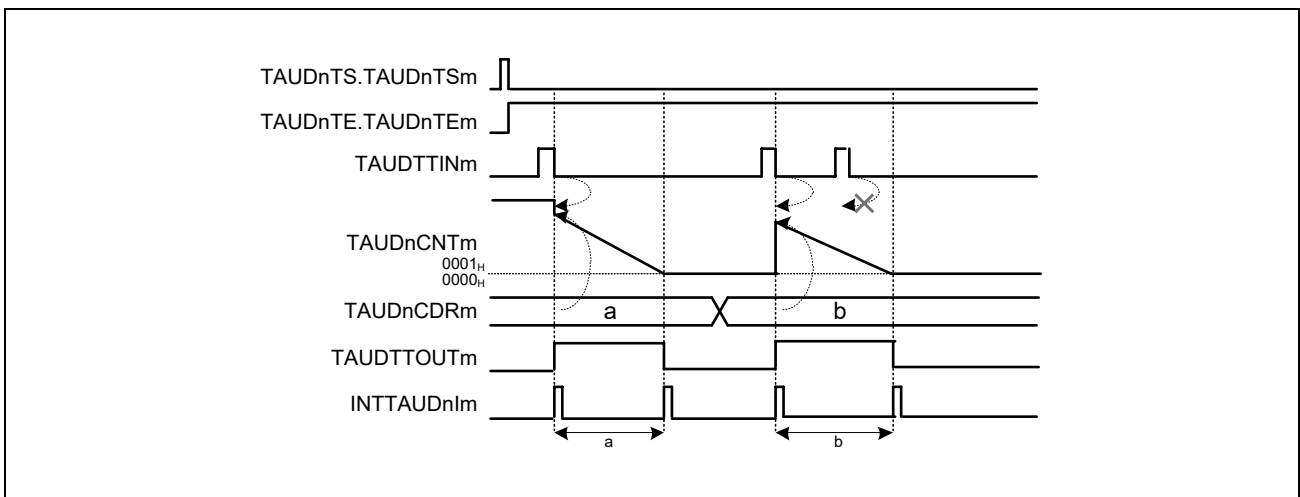 TAUDnTS.TAUDnTSm
TAUDnTE.TAUDnTEm
TAUDTTINm
TAUDnCNTm
0001H
0000H
TAUDnCDRm
a
b
TAUDTTOUTm
INTTAUDnIm
a
b